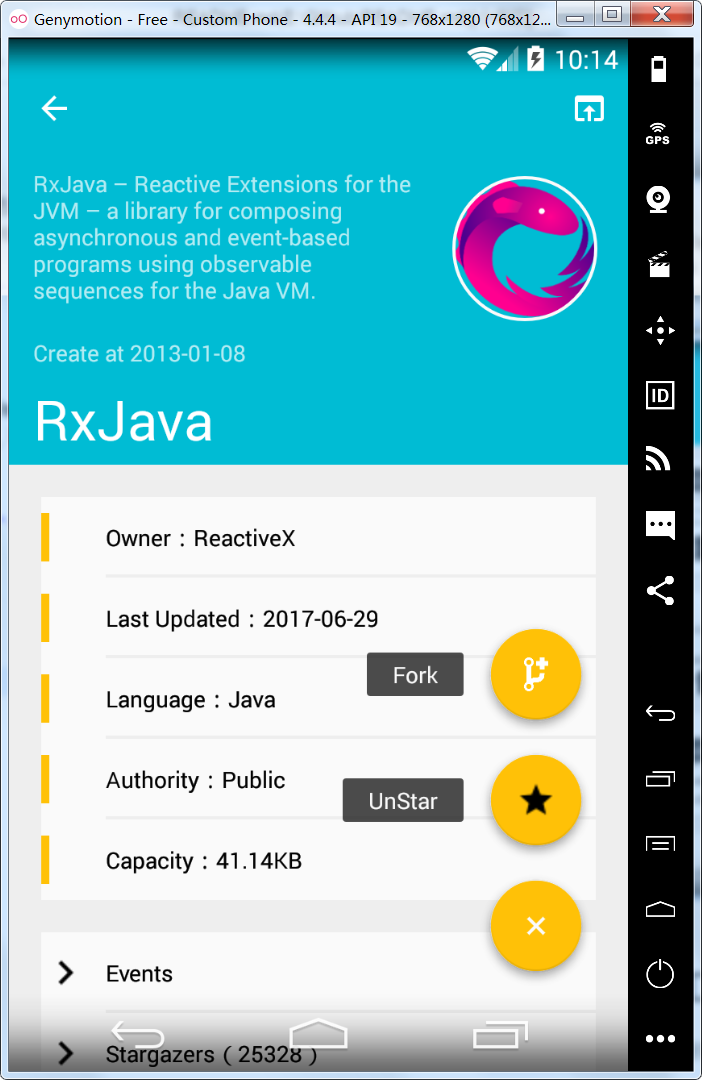 Genymotion - Free - Custom Phone - 4.4.4 - API 19 - 768x1280 (768x12...
10:14
GPS
RxJava – Reactive Extensions for the
JVM – a library for composing
asynchronous and event-based
programs using observable
sequences for the Java VM.
Create at 2013-01-08
RxJava
ID
Owner : ReactiveX
Last Updated : 2017-06-29
Fork
Language : Java
Authority : Public
UnStar
Capacity : 41.14KB
Events
Stargazers ( 25328 )